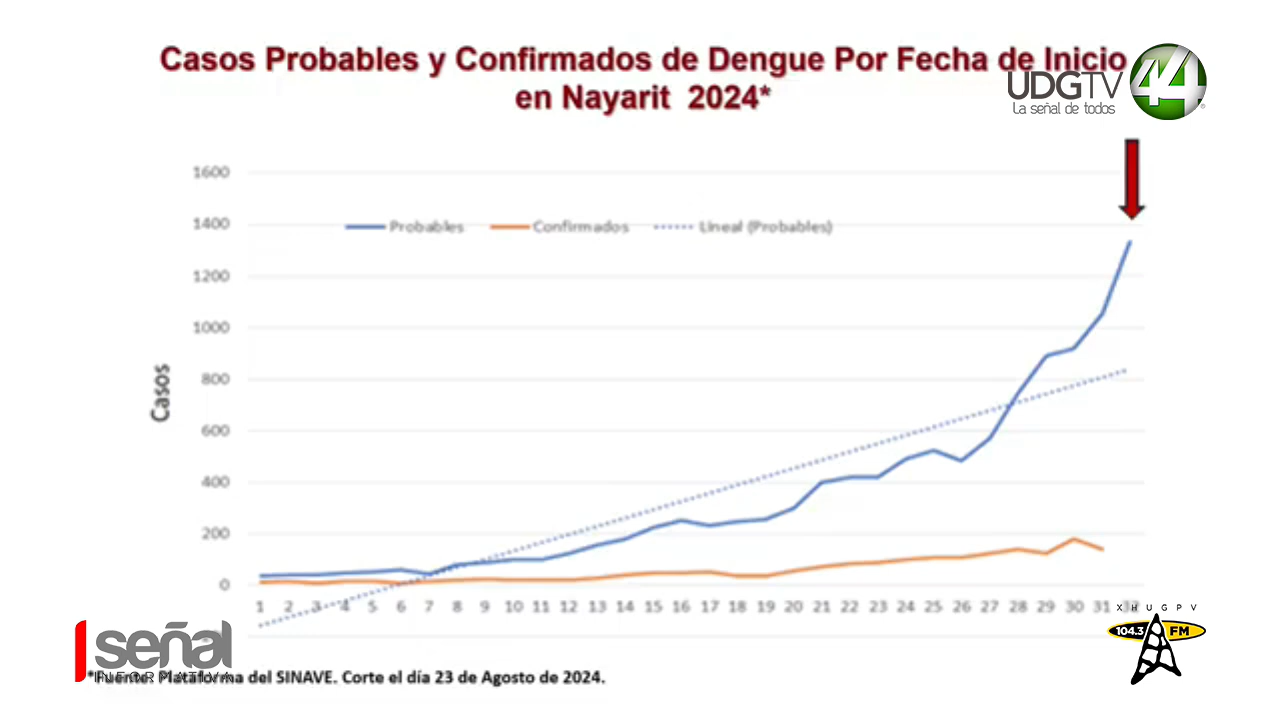 Casos Probables y Confirmados de Dengue Por Fecha de Inicio
en Nayarit 2024*
UDGTV 44
La señal de todos
1600
1400
Probables Confirmados Lineal (Probables)
1200
1000
800
600
400
200
0
Casos
1 2 3 4 5 6 7 8 9 10 11 12 13 14 15 16 17 18 19 20 21 22 23 24 25 26 27 28 29 30 31 32
XHUGPV
104.3 FM
señal
INFORMATIVA
*Fuente: Plataforma del SINAVE. Corte el día 23 de Agosto de 2024.